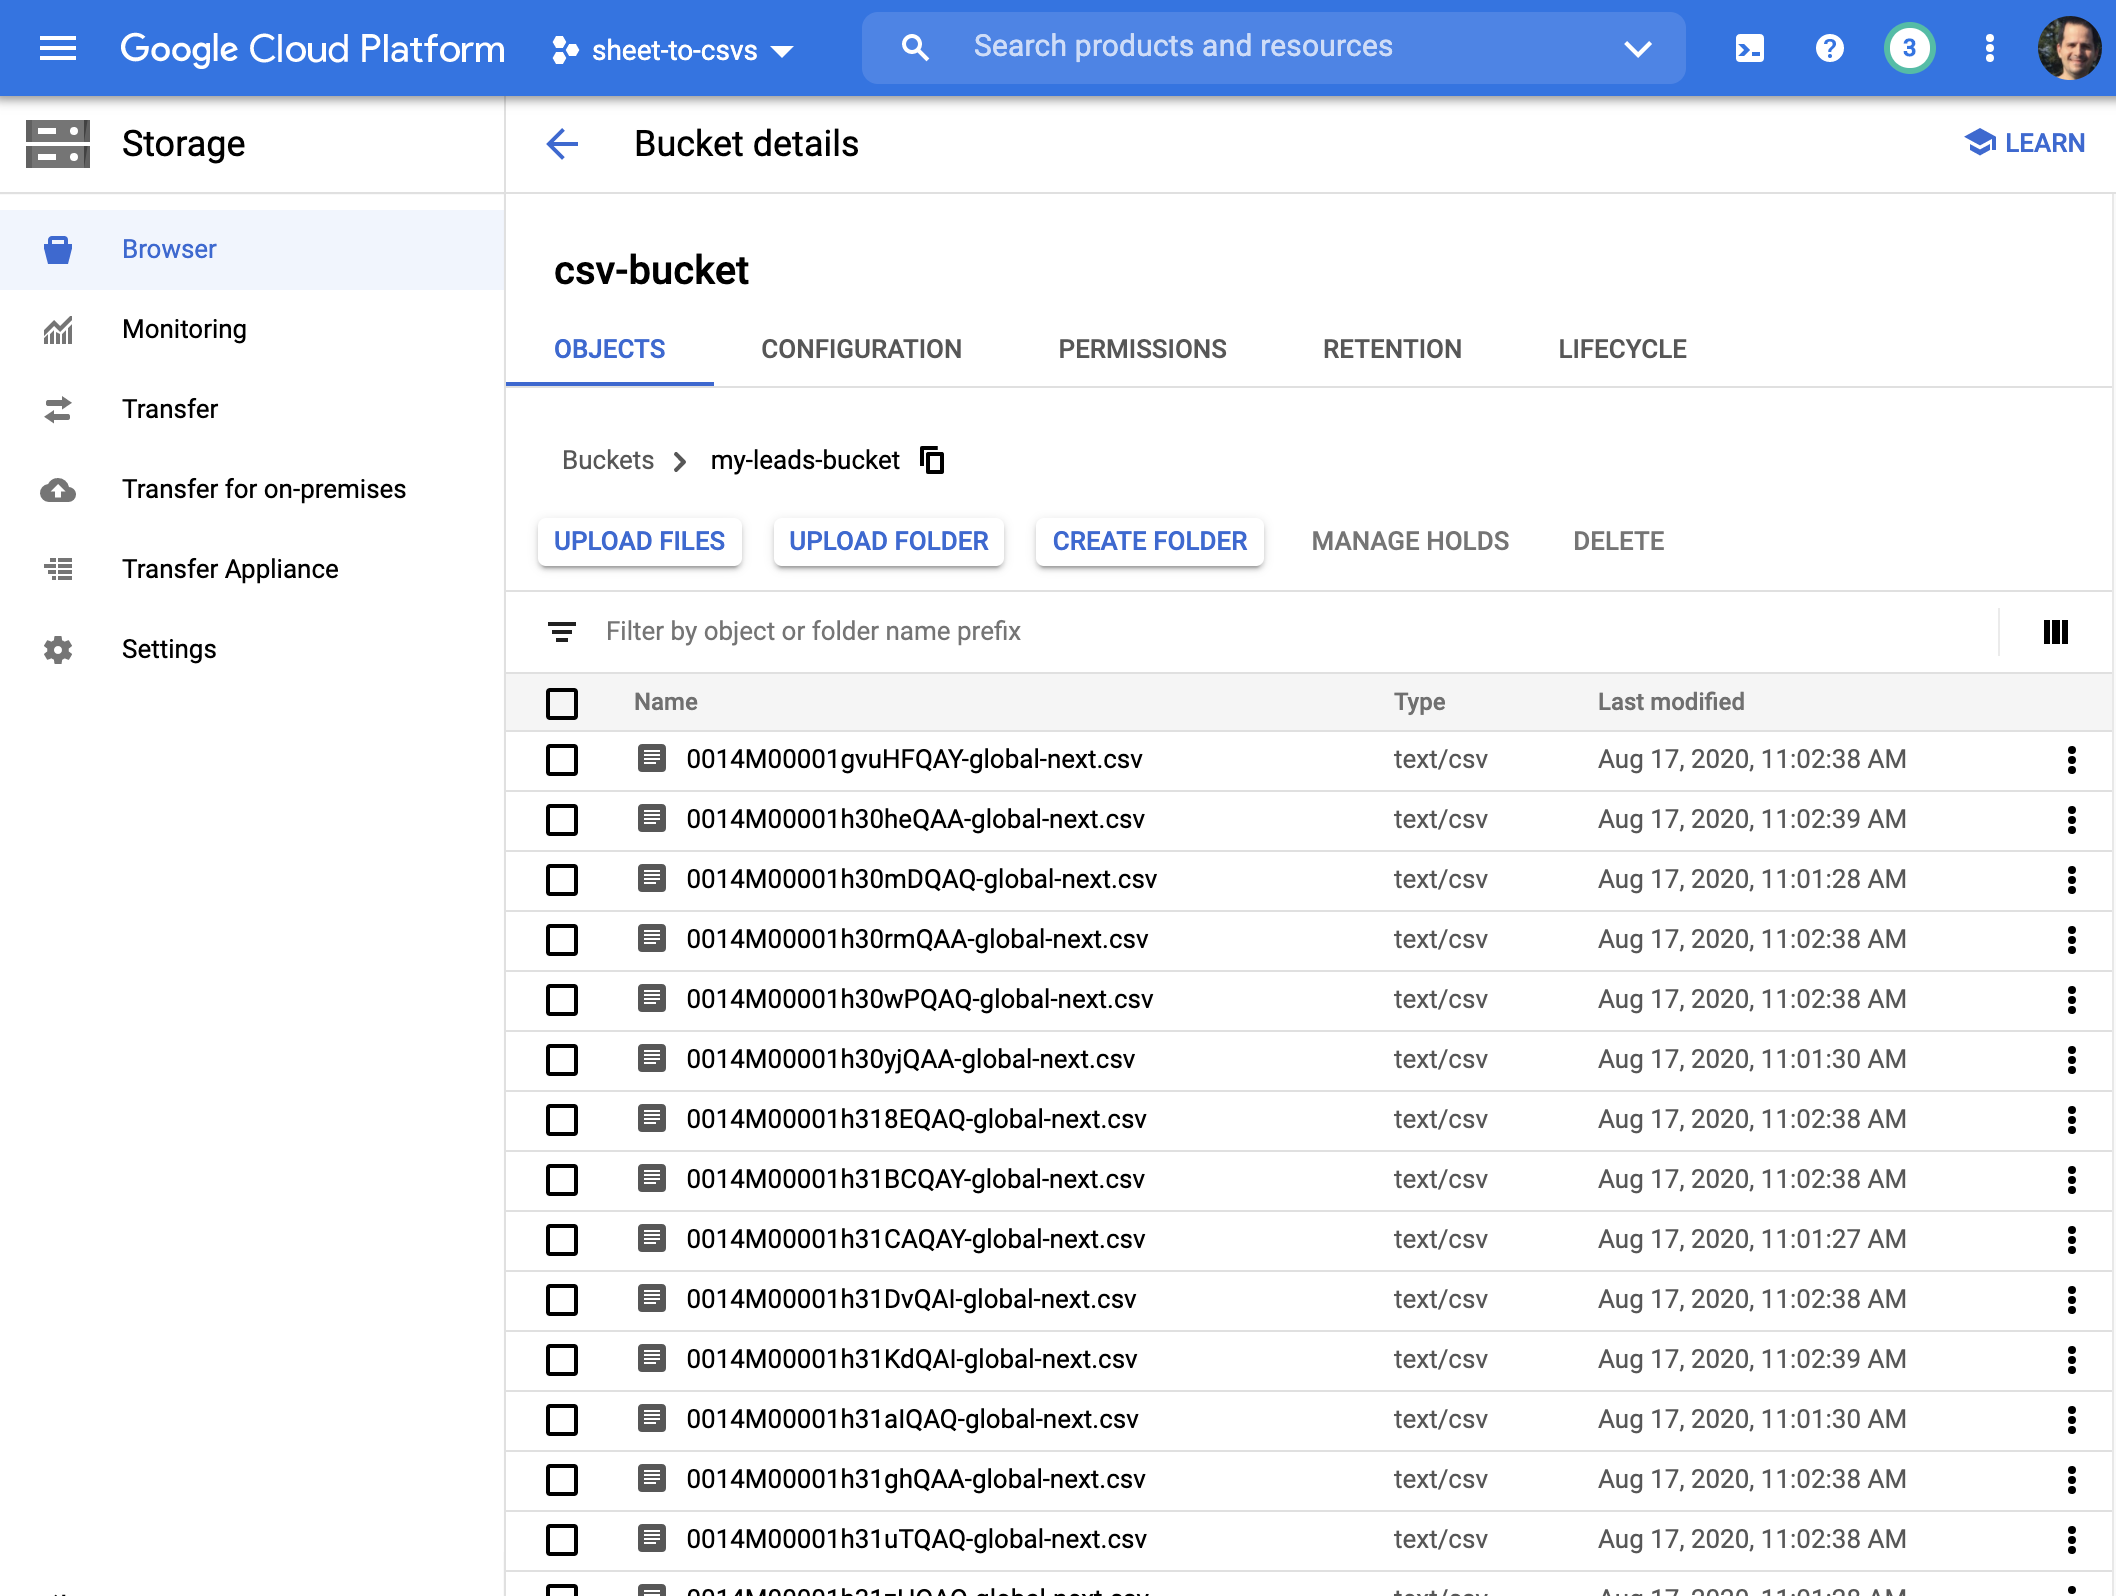 Google Cloud Platform
sheet-to-csvs
Search products and resources
3
Storage
Bucket details
LEARN
Browser
Monitoring
Transfer
Transfer for on-premises
Transfer Appliance
Settings
csv-bucket
OBJECTS CONFIGURATION PERMISSIONS RETENTION LIFECYCLE
Buckets my-leads-bucket
UPLOAD FILES UPLOAD FOLDER CREATE FOLDER MANAGE HOLDS DELETE
Filter by object or folder name prefix
Name Type Last modified
0014M00001gvuHFQAY-global-next.csv text/csv Aug 17, 2020, 11:02:38 AM
0014M00001h30heQAA-global-next.csv text/csv Aug 17, 2020, 11:02:39 AM
0014M00001h30mDQAQ-global-next.csv text/csv Aug 17, 2020, 11:01:28 AM
0014M00001h30rmQAA-global-next.csv text/csv Aug 17, 2020, 11:02:38 AM
0014M00001h30wPQAQ-global-next.csv text/csv Aug 17, 2020, 11:02:38 AM
0014M00001h30yjQAA-global-next.csv text/csv Aug 17, 2020, 11:01:30 AM
0014M00001h318EQAQ-global-next.csv text/csv Aug 17, 2020, 11:02:38 AM
0014M00001h31BCQAY-global-next.csv text/csv Aug 17, 2020, 11:02:38 AM
0014M00001h31CAQAY-global-next.csv text/csv Aug 17, 2020, 11:01:27 AM
0014M00001h31DvQAI-global-next.csv text/csv Aug 17, 2020, 11:02:38 AM
0014M00001h31KdQAI-global-next.csv text/csv Aug 17, 2020, 11:02:39 AM
0014M00001h31aIQAQ-global-next.csv text/csv Aug 17, 2020, 11:01:30 AM
0014M00001h31ghQAA-global-next.csv text/csv Aug 17, 2020, 11:02:38 AM
0014M00001h31uTQAQ-global-next.csv text/csv Aug 17, 2020, 11:02:38 AM